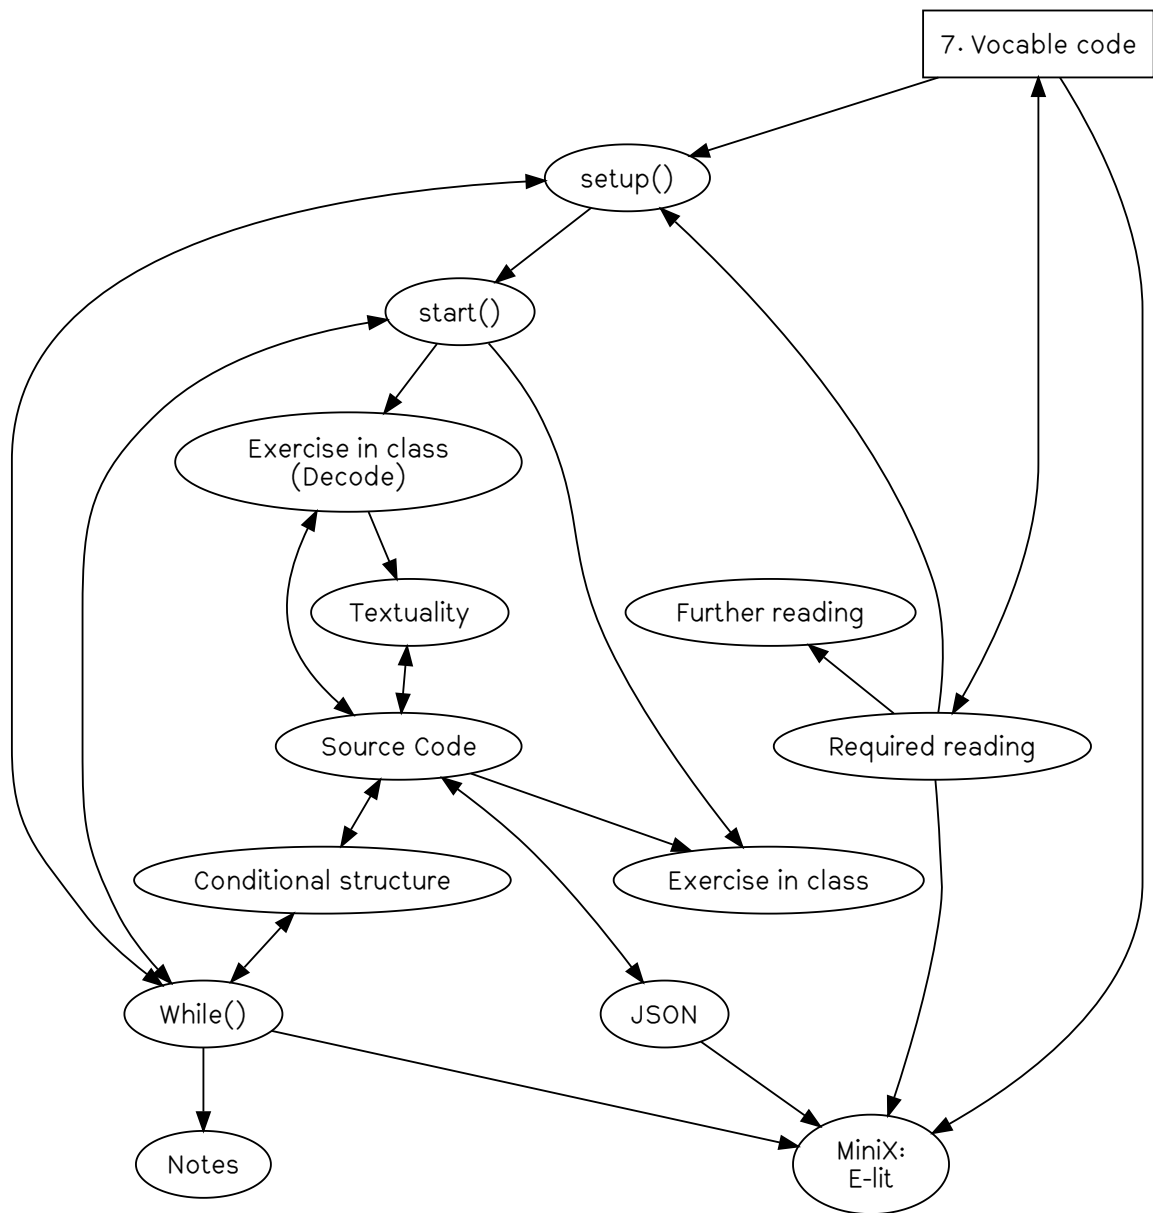 7. Vocable code
setup()
start()
Exercise in class
(Decode)
Textuality
Further reading
Source Code
Required reading
Conditional structure
Exercise in class
While()
JSON
Notes
MiniX:
E-lit